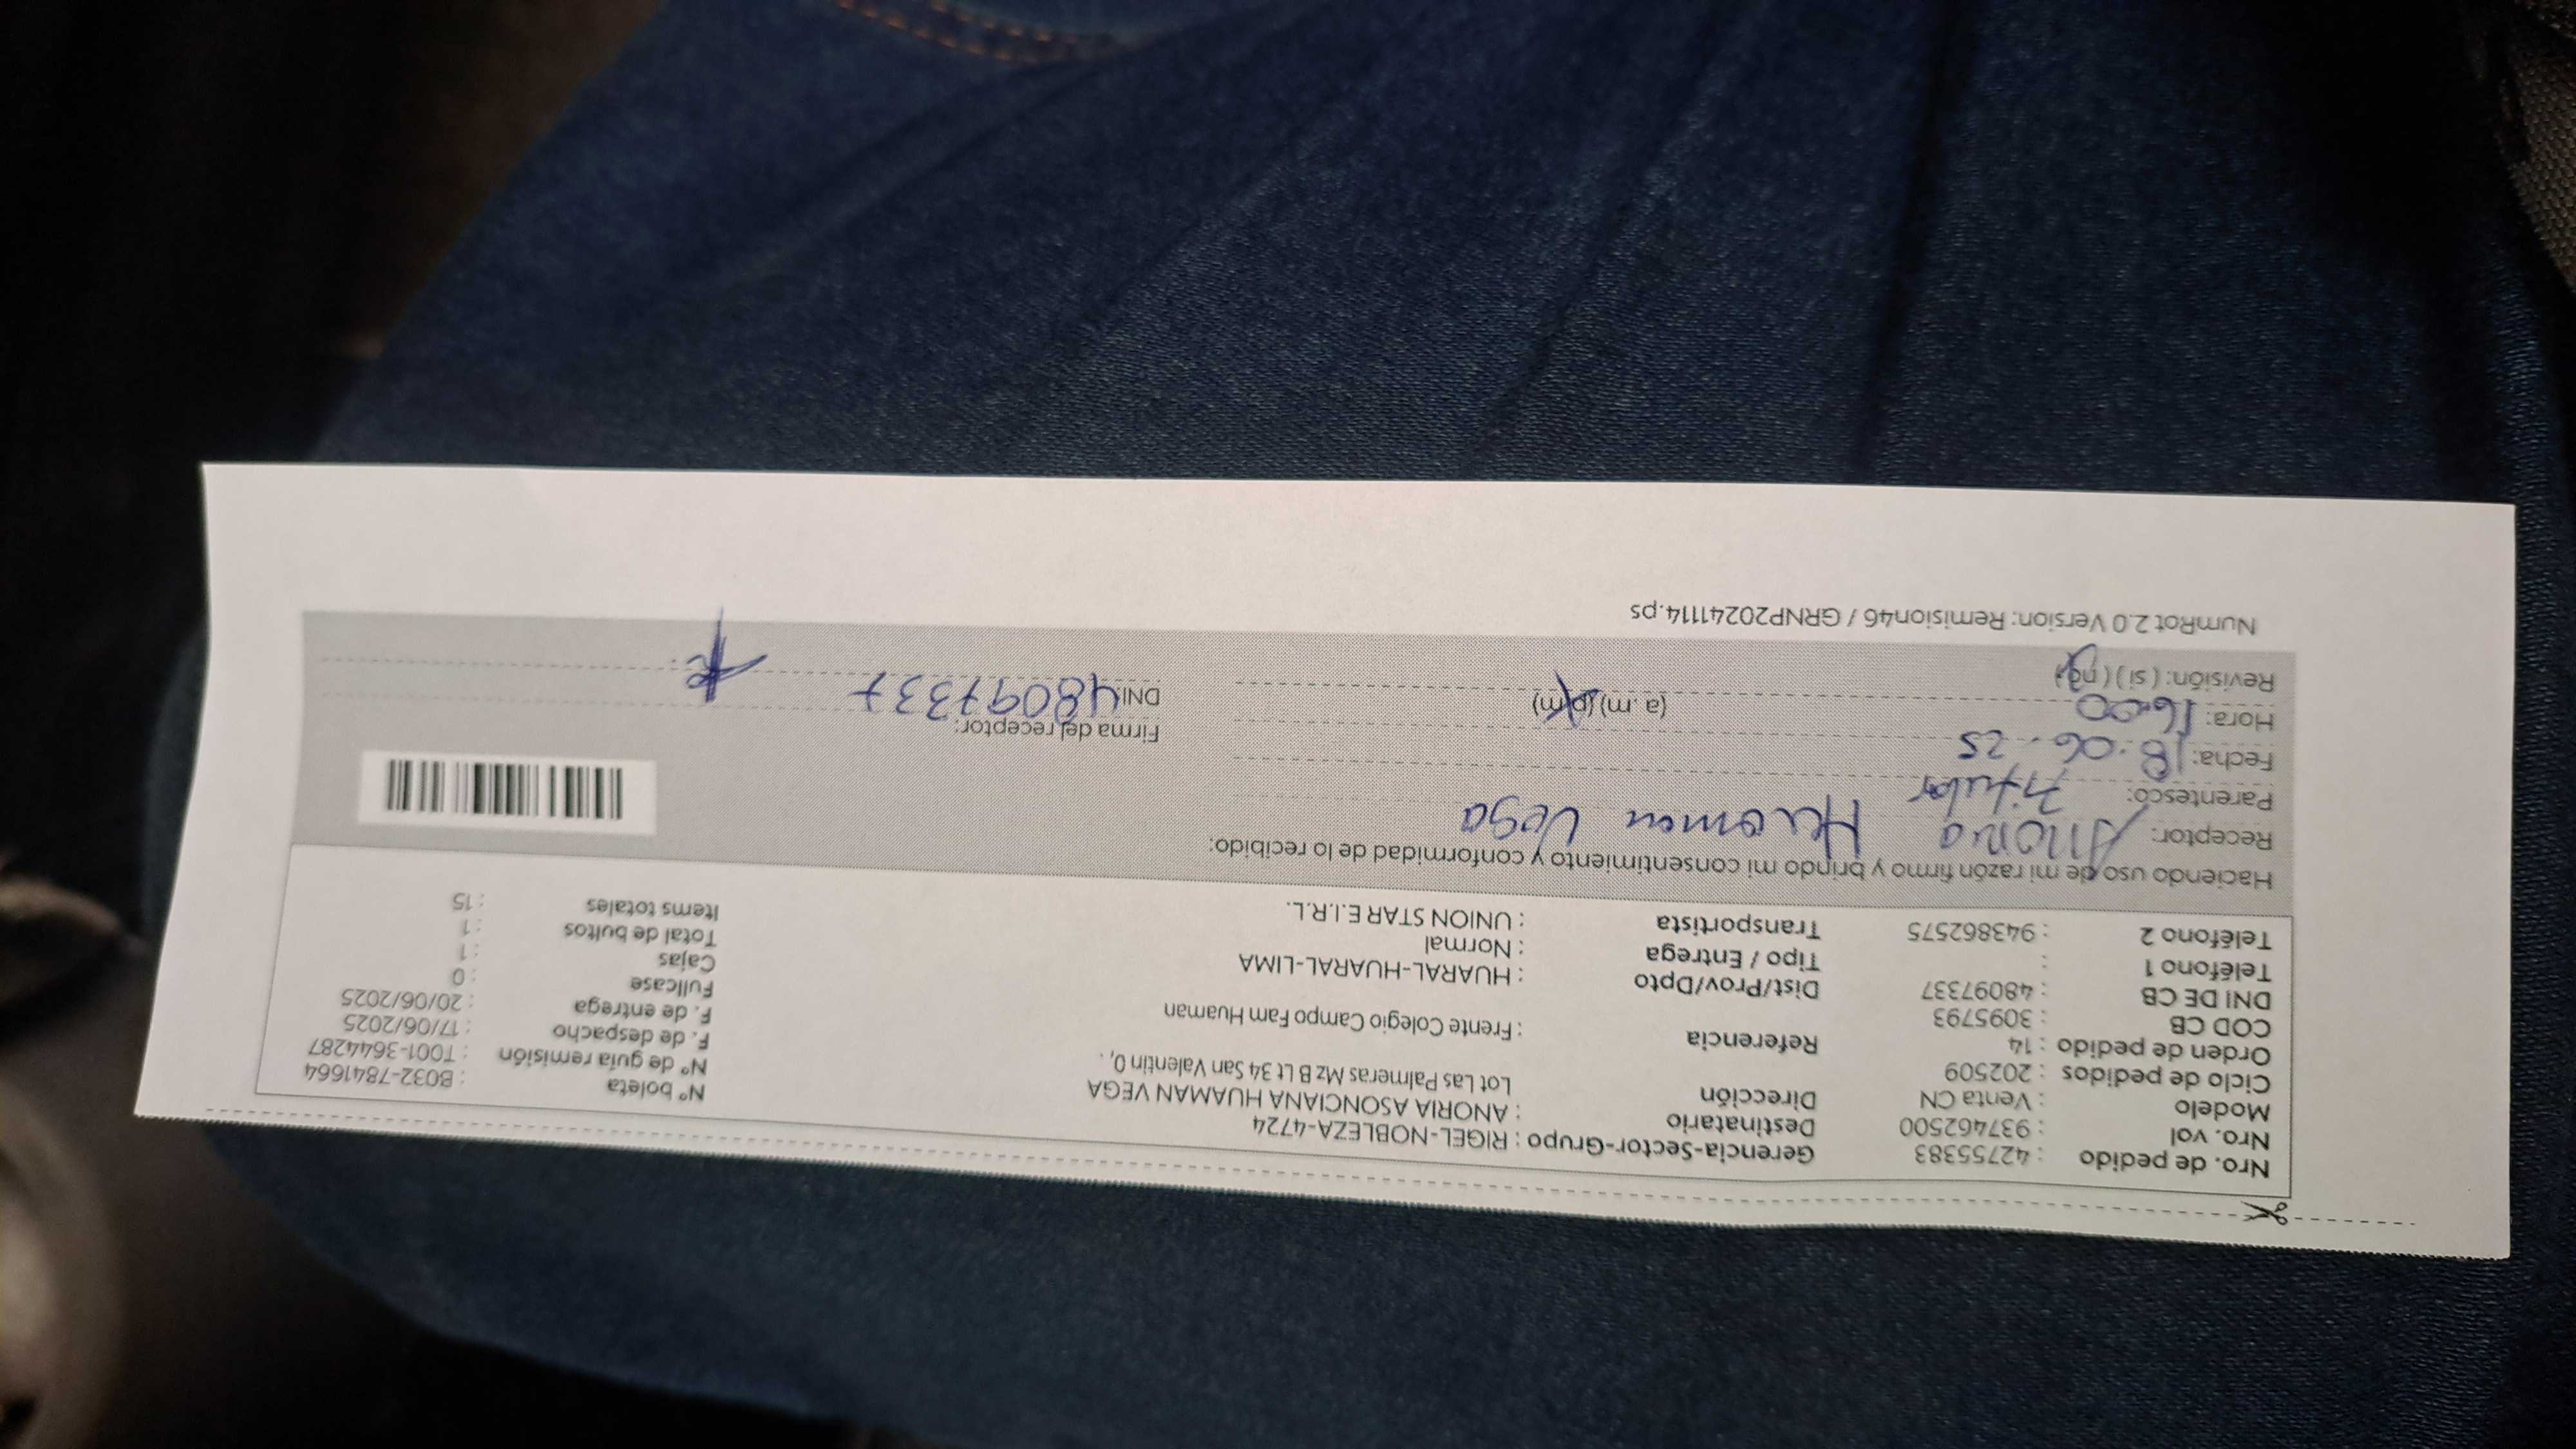 Nro. de pedido : 42755383 Gerencia-Sector-Grupo : RIGEL-NOBLEZA-4724
Nro. vol : 937462500 Destinatario : ANORIA ASONCIANA HUAMAN VEGA Nº boleta : B032-7841664
Modelo : Venta CN Dirección Lot Las Palmeras Mz B Lt 34 San Valentin 0, . Nº de guía remisión : T001-3644287
Ciclo de pedidos : 202509 F. de despacho : 17/06/2025
Orden de pedido : 14 Referencia : Frente Colegio Campo Fam Huaman F. de entrega : 20/06/2025
COD CB : 3095793 Fullcase : 0
DNI DE CB : 48097337 Dist/Prov/Dpto : HUARAL-HUARAL-LIMA Cajas : 1
Teléfono 1 : Tipo / Entrega : Normal Total de bultos : 1
Teléfono 2 : 943862575 Transportista : UNION STAR E.I.R.L. Items totales : 15
Haciendo uso de mi razón firmo y brindo mi consentimiento y conformidad de lo recibido:
Receptor: Anoria Huaman Vega
Parentesco: Titular
Fecha: 18.06.25 Firma del receptor:
Hora: 16:00 (a.m)(p.m) DNI 48097337
Revisión: ( si ) ( no )
NumRot 2.0 Version: Remision46 / GRNP20241114.ps